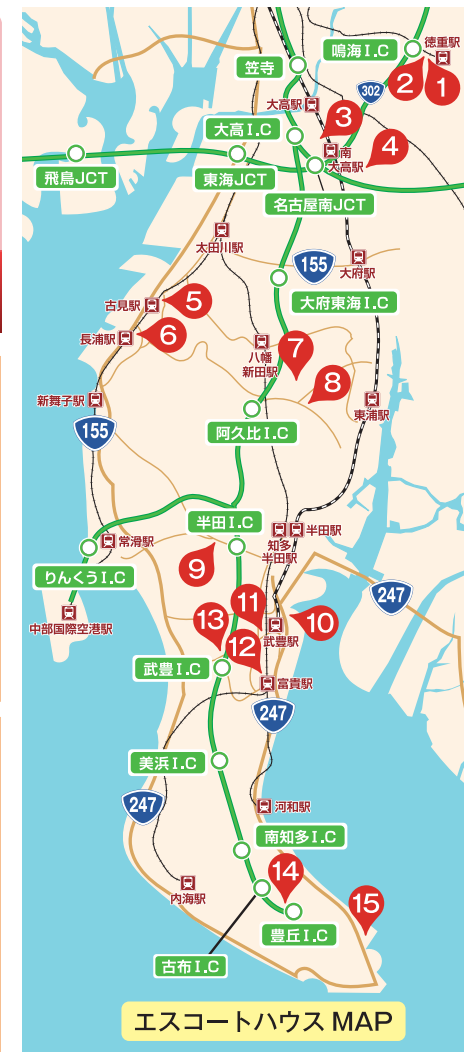 鳴海I.C
徳重駅
笠寺
302
2
1
大高駅
大高I.C
3
南
大高駅
4
飛島JCT
東海JCT
名古屋南JCT
太田川駅
155
大府駅
古見駅
5
大府東海I.C
長浦駅
6
八幡
新田駅
7
8
新舞子駅
東浦駅
155
阿久比I.C
半田I.C
常滑駅
知多
半田駅
半田駅
りんくうI.C
9
247
中部国際空港駅
13
11
10
12
武豊駅
武豊I.C
富貴駅
247
美浜I.C
247
河和駅
南知多I.C
内海駅
14
15
豊丘I.C
古布I.C
エスコートハウス MAP